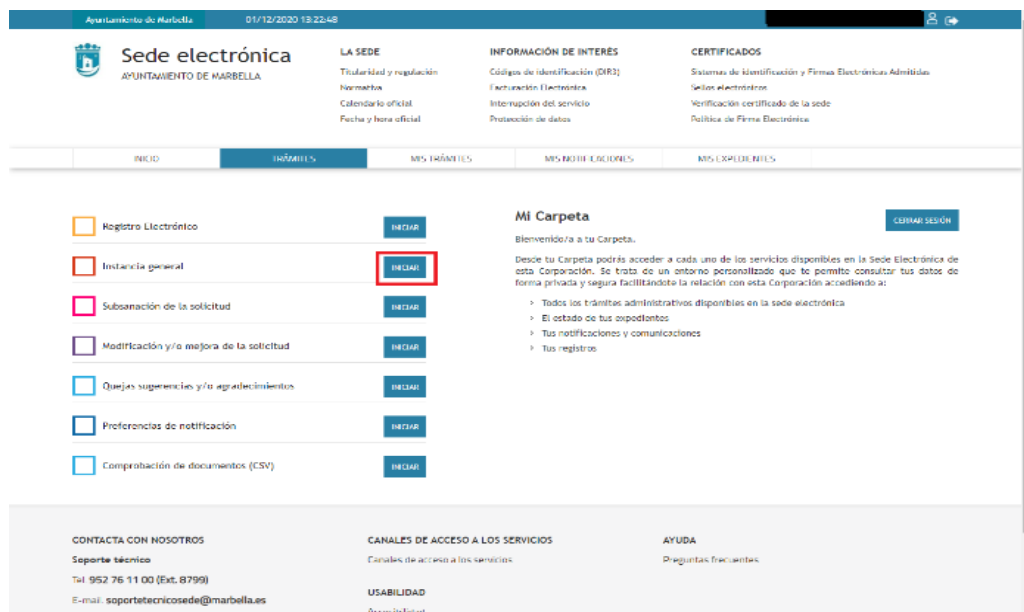 Ayuntamiento de Marbella 01/12/2020 13:22:48
Sede electrónica
AYUNTAMIENTO DE MARBELLA
LA SEDE
Titularidad y regulación
Normativa
Calendario oficial
Fecha y hora oficial
INFORMACIÓN DE INTERÉS
Códigos de identificación (DIR3)
Facturación Electrónica
Interrupción del servicio
Protección de datos
CERTIFICADOS
Sistemas de identificación y Firmas Electrónicas Admitidas
Sellos electrónicos
Verificación certificado de la sede
Política de Firma Electrónica
INICIO TRÁMITES MIS TRÁMITES MIS NOTIFICACIONES MIS EXPEDIENTES
Registro Electrónico INICIAR
Instancia general INICIAR
Subsanación de la solicitud INICIAR
Modificación y/o mejora de la solicitud INICIAR
Quejas sugerencias y/o agradecimientos INICIAR
Preferencias de notificación INICIAR
Comprobación de documentos (CSV) INICIAR
Mi Carpeta CERRAR SESIÓN
Bienvenido/a a tu Carpeta.
Desde tu Carpeta podrás acceder a cada uno de los servicios disponibles en la Sede Electrónica de
esta Corporación. Se trata de un entorno personalizado que te permite consultar tus datos de
forma privada y segura facilitándote la relación con esta Corporación accediendo a:
> Todos los trámites administrativos disponibles en la sede electrónica
> El estado de tus expedientes
> Tus notificaciones y comunicaciones
> Tus registros
CONTACTA CON NOSOTROS
Soporte técnico
Tel. 952 76 11 00 (Ext. 8799)
E-mail. soportetecnicosede@marbella.es
CANALES DE ACCESO A LOS SERVICIOS
Canales de acceso a los servicios
USABILIDAD
Accesibilidad
AYUDA
Preguntas frecuentes